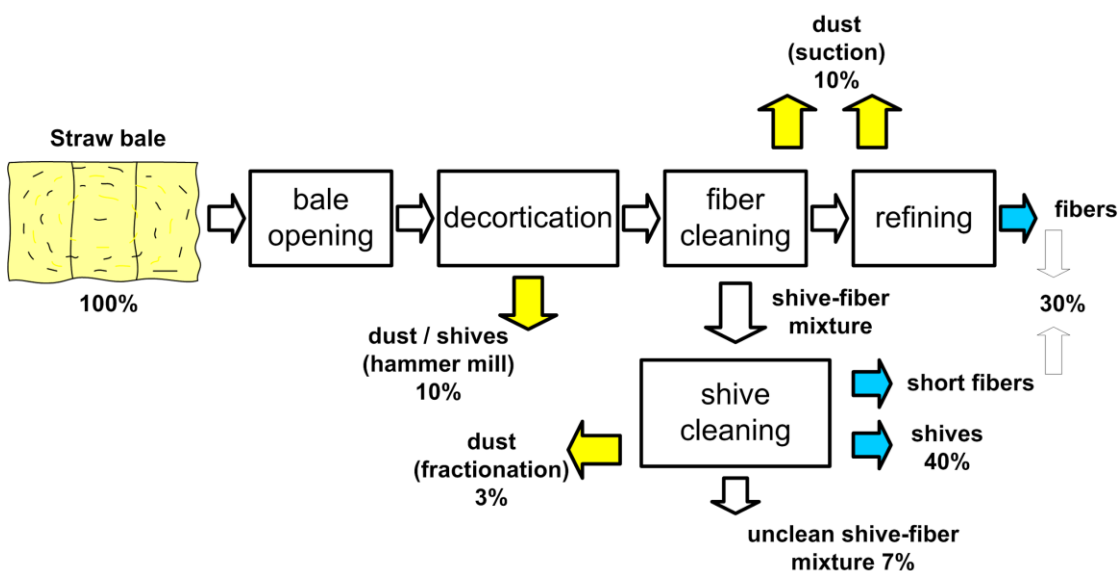 dust
(suction)
10%
Straw bale
100%
bale
opening
decortication
fiber
cleaning
refining
fibers
30%
dust / shives
(hammer mill)
10%
shive-fiber
mixture
shive
cleaning
short fibers
shives
40%
dust
(fractionation)
3%
unclean shive-fiber
mixture 7%